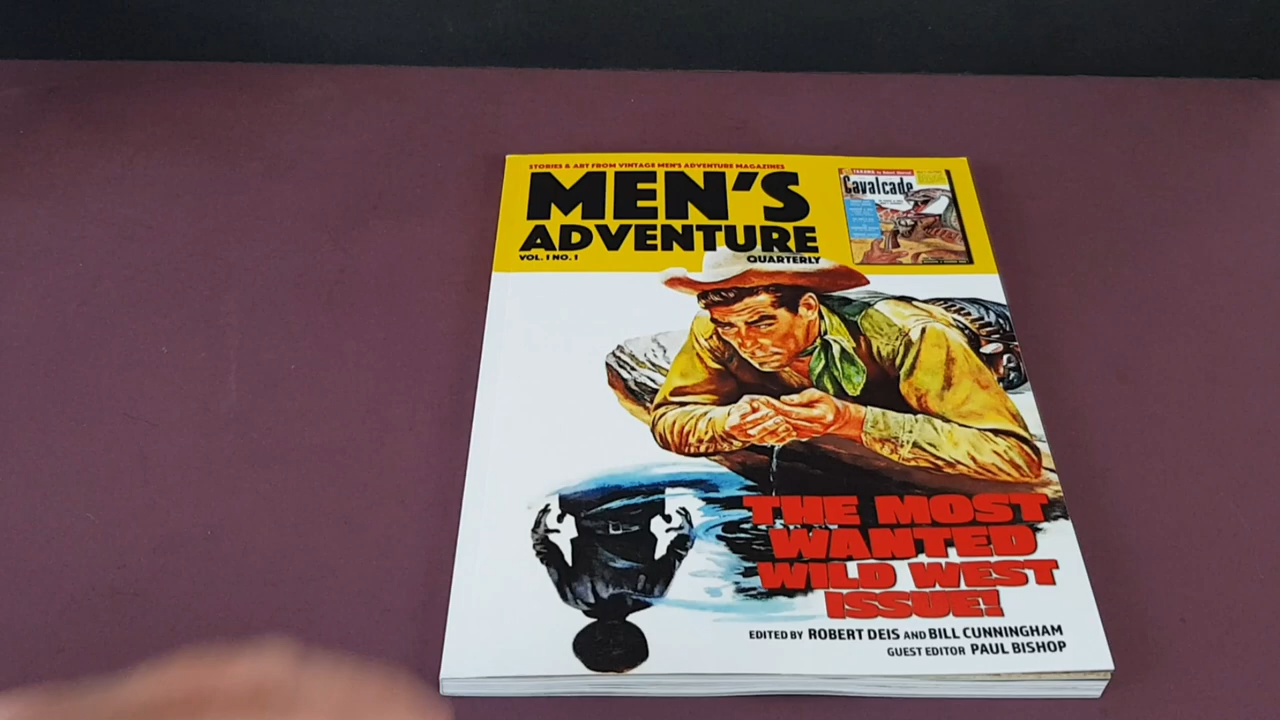 STORIES & ART FROM VINTAGE MEN'S ADVENTURE MAGAZINES
MEN'S
ADVENTURE
VOL. 1 NO. 1
QUARTERLY
Cavalcade
THE MOST
WANTED
WILD WEST
ISSUE!
EDITED BY ROBERT DEIS AND BILL CUNNINGHAM
GUEST EDITOR PAUL BISHOP